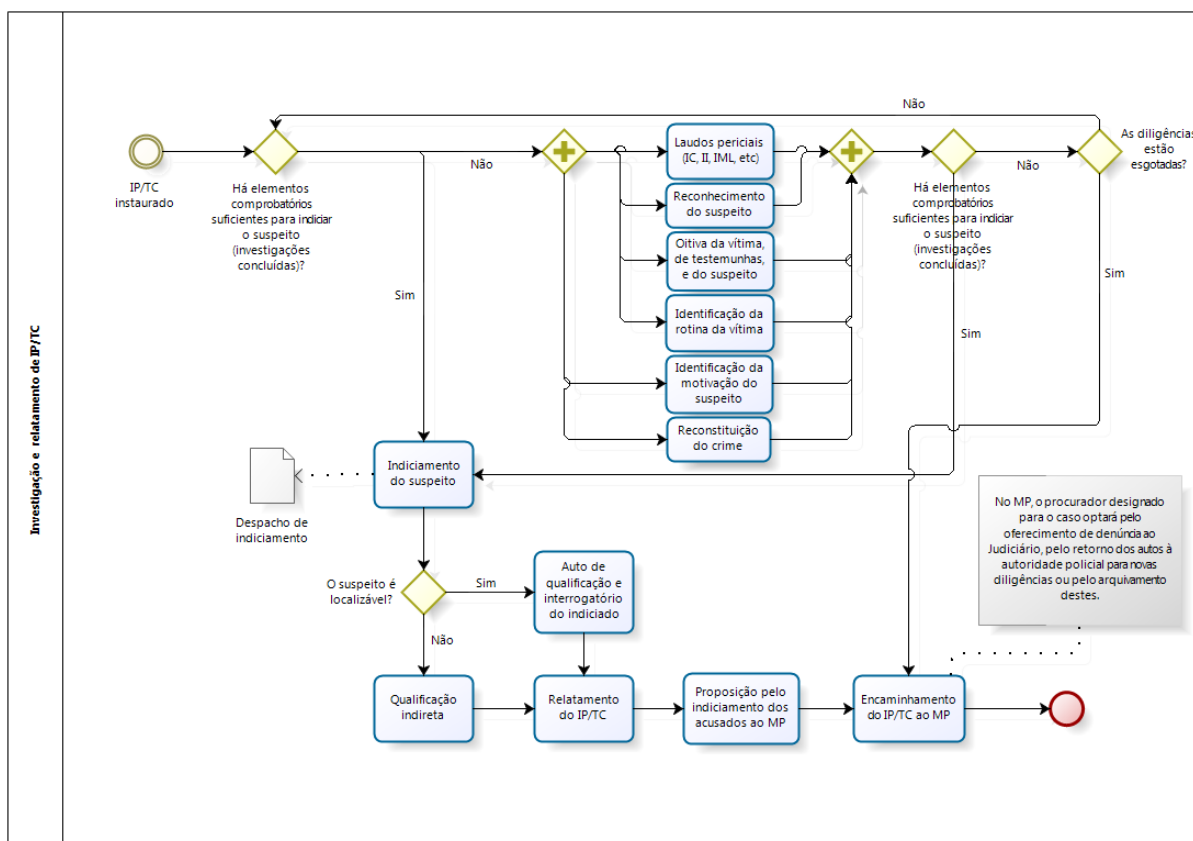 Investigação e relatamento de IP/TC
IP/TC
instaurado
Há elementos
comprobatórios
suficientes para indiciar
o suspeito
(investigações
concluídas)?
Não
Sim
Laudos periciais
(IC, II, IML, etc)
Reconhecimento
do suspeito
Oitiva da vítima,
de testemunhas,
e do suspeito
Identificação da
rotina da vítima
Identificação da
motivação do
suspeito
Reconstituição
do crime
Há elementos
comprobatórios
suficientes para indiciar
o suspeito
(investigações
concluídas)?
Não
Sim
Não
As diligências
estão
esgotadas?
Sim
Indiciamento
do suspeito
Despacho de
indiciamento
O suspeito é
localizável?
Sim
Não
Auto de
qualificação e
interrogatório
do indiciado
Qualificação
indireta
Relatamento
do IP/TC
Proposição pelo
indiciamento dos
acusados ao MP
Encaminhamento
do IP/TC ao MP
No MP, o procurador designado
para o caso optará pelo
oferecimento de denúncia ao
Judiciário, pelo retorno dos autos à
autoridade policial para novas
diligências ou pelo arquivamento
destes.